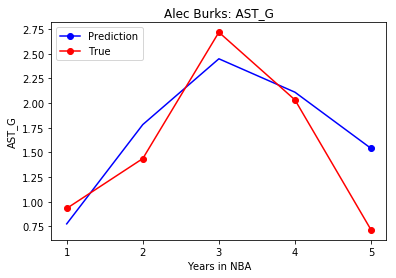 Alec Burks: AST_G
Prediction
True
2.75
2.50
2.25
2.00
1.75
1.50
1.25
1.00
0.75
AST_G
1 2 3 4 5
Years in NBA